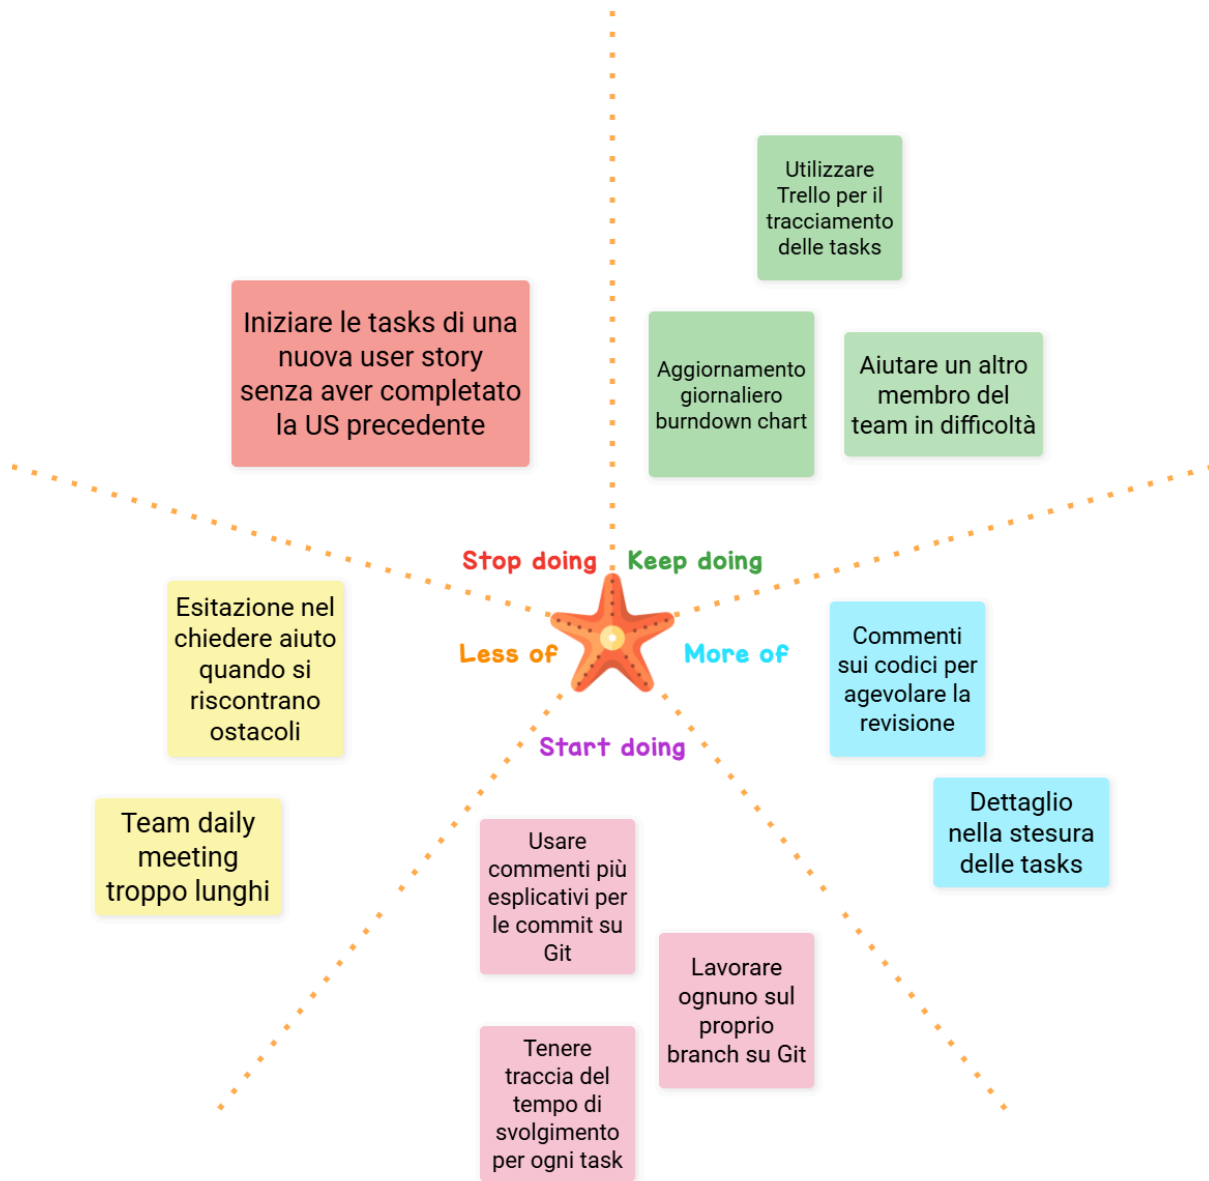 Utilizzare
Trello per il
tracciamento
delle tasks
Iniziare le tasks di una
nuova user story
senza aver completato
la US precedente
Aggiornamento
giornaliero
burndown chart
Aiutare un altro
membro del
team in difficoltà
Stop doing
Keep doing
Less of
More of
Start doing
Esitazione nel
chiedere aiuto
quando si
riscontrano
ostacoli
Commenti
sui codici per
agevolare la
revisione
Team daily
meeting
troppo lunghi
Dettaglio
nella stesura
delle tasks
Usare
commenti più
esplicativi per
le commit su
Git
Lavorare
ognuno sul
proprio
branch su Git
Tenere
traccia del
tempo di
svolgimento
per ogni task